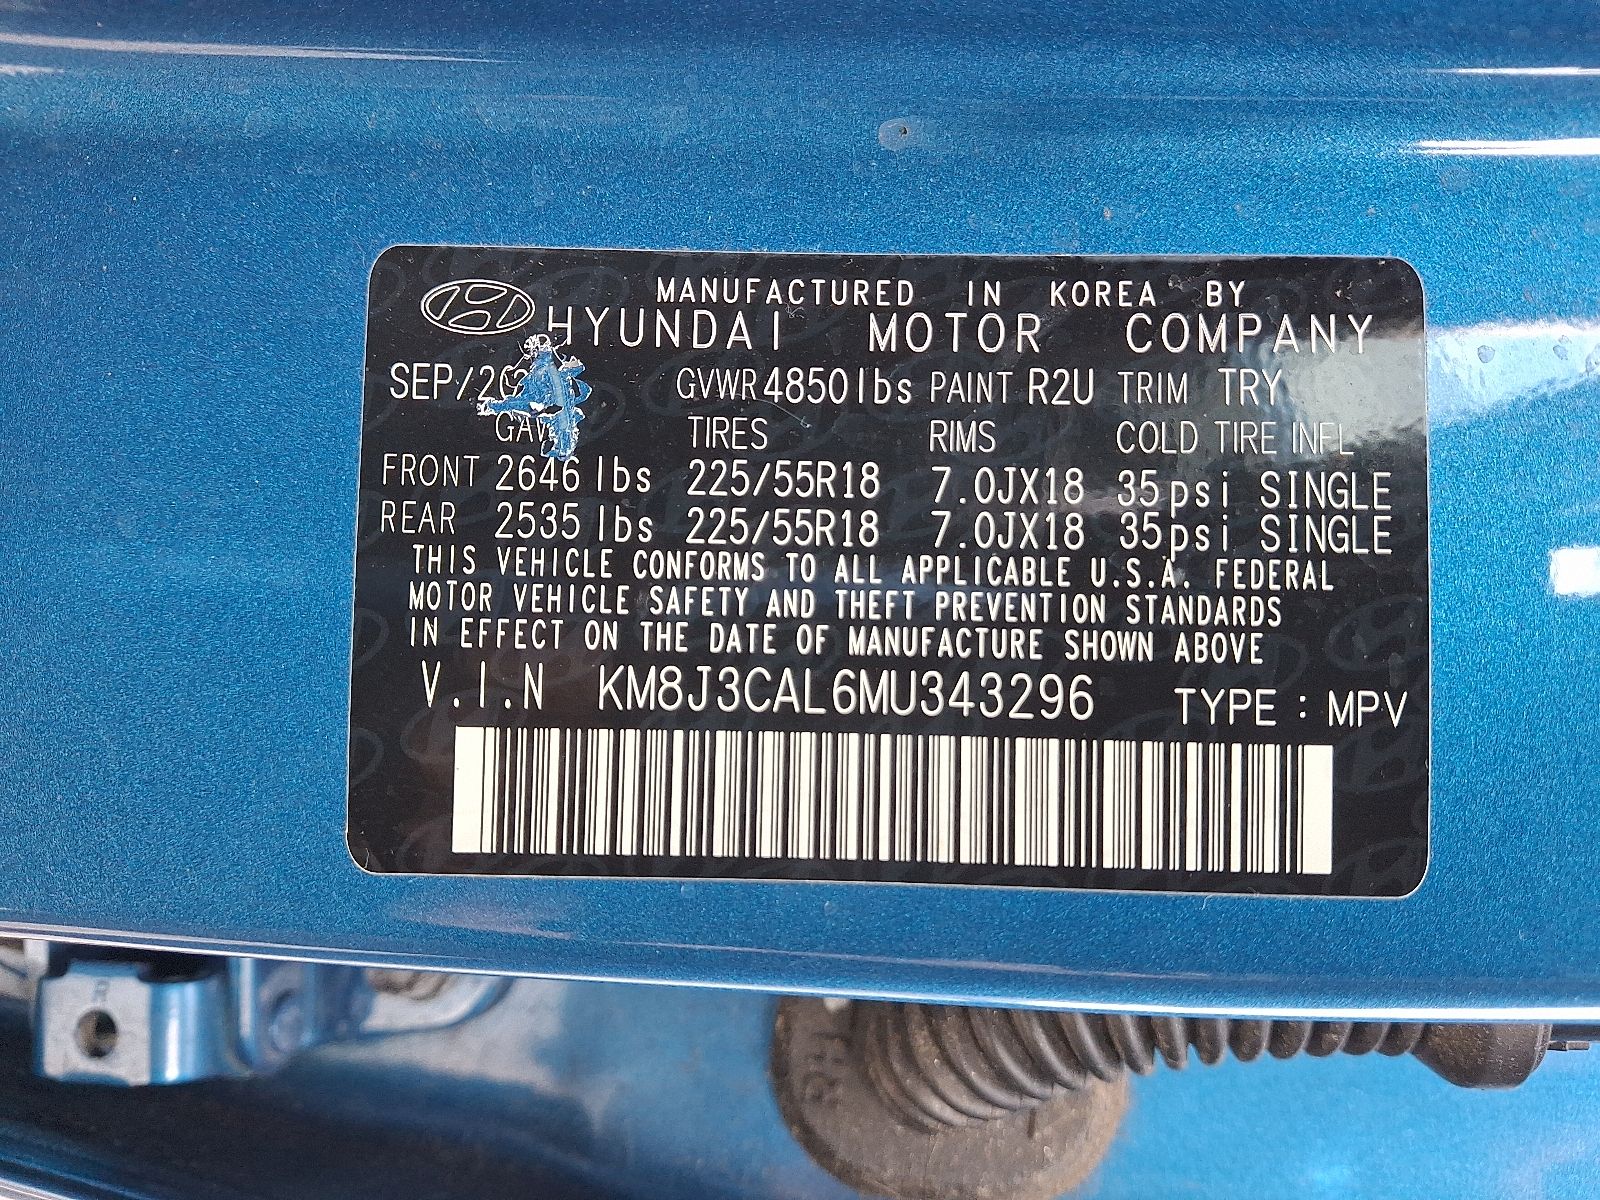 MANUFACTURED IN KOREA BY
HYUNDAI MOTOR COMPANY
GVWR 4850lbs PAINT R2U TRIM TRY
TIRES RIMS COLD TIRE INFL
FRONT 2646 lbs 225/55R18 7.0JX18 35psi SINGLE
REAR 2535 lbs 225/55R18 7.0JX18 35psi SINGLE
THIS VEHICLE CONFORMS TO ALL APPLICABLE U.S.A. FEDERAL
MOTOR VEHICLE SAFETY AND THEFT PREVENTION STANDARDS
IN EFFECT ON THE DATE OF MANUFACTURE SHOWN ABOVE
V.I.N KM8J3CAL6MU343296 TYPE : MPV